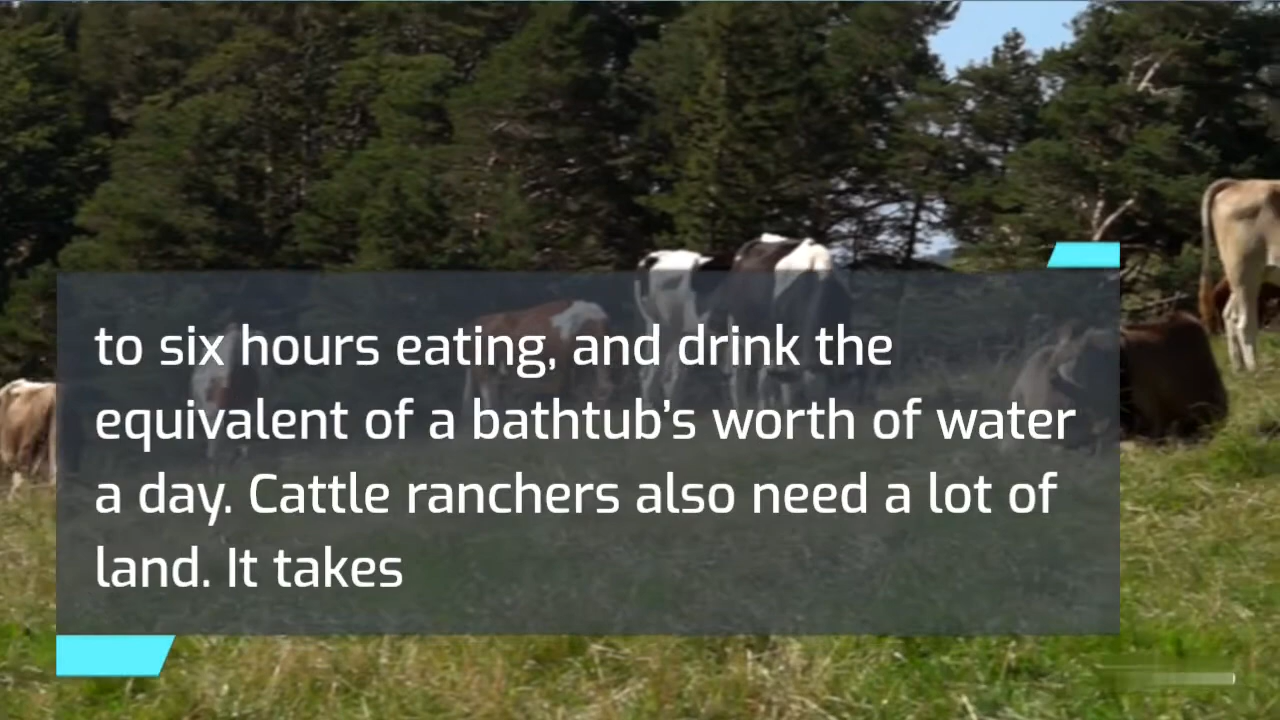 to six hours eating, and drink the
equivalent of a bathtub’s worth of water
a day. Cattle ranchers also need a lot of
land. It takes